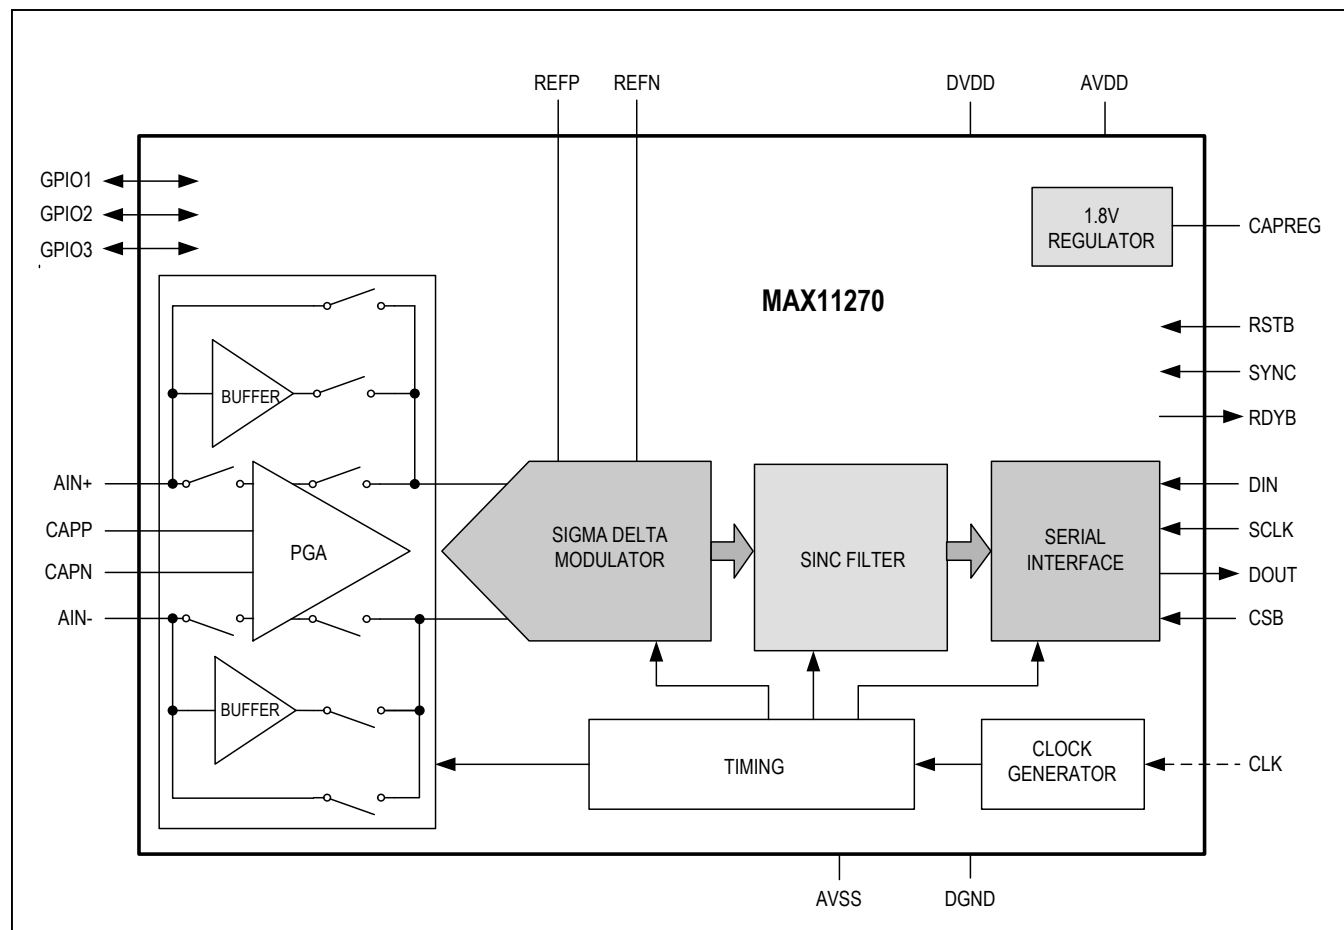 REFP
REFN
DVDD
AVDD
GPIO1
GPIO2
GPIO3
1.8V
REGULATOR
CAPREG
MAX11270
RSTB
SYNC
RDYB
BUFFER
AIN+
CAPP
CAPN
AIN-
PGA
SIGMA DELTA
MODULATOR
SINC FILTER
SERIAL
INTERFACE
DIN
SCLK
DOUT
CSB
BUFFER
TIMING
CLOCK
GENERATOR
CLK
AVSS
DGND